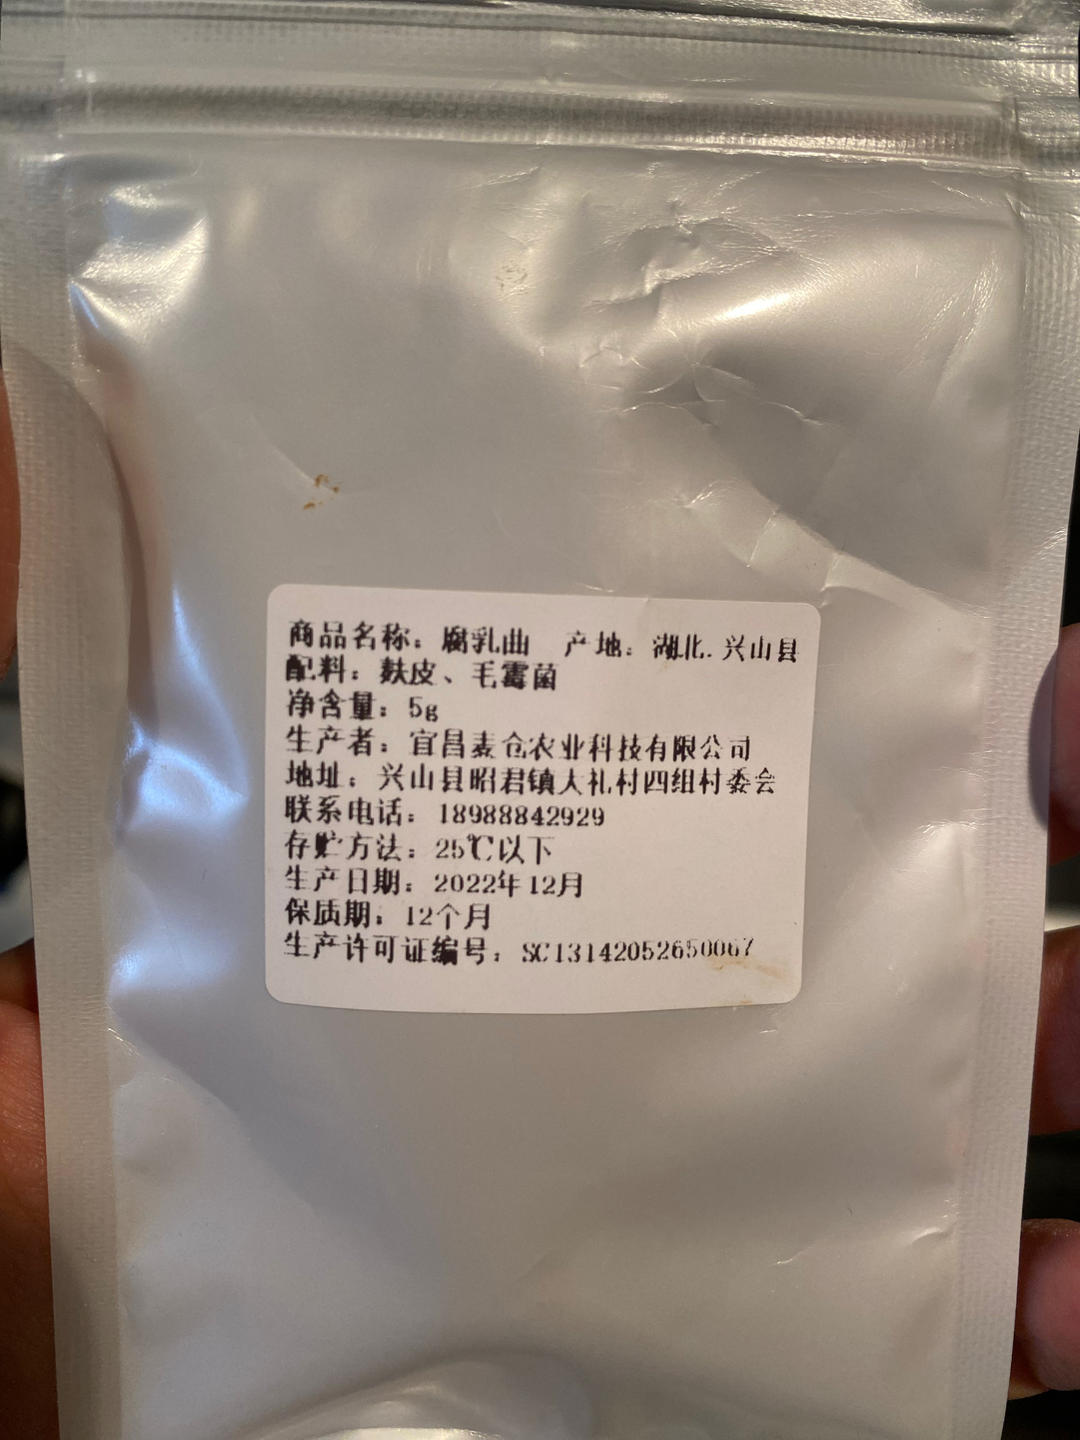 商品名称：腐乳曲 产地：湖北.兴山县
配料：麸皮、毛霉菌
净含量：5g
生产者：宜昌麦仓农业科技有限公司
地址：兴山县昭君镇大礼村四组村委会
联系电话：18988842929
存贮方法：25℃以下
生产日期：2022年12月
保质期：12个月
生产许可证编号：SC13142052650067